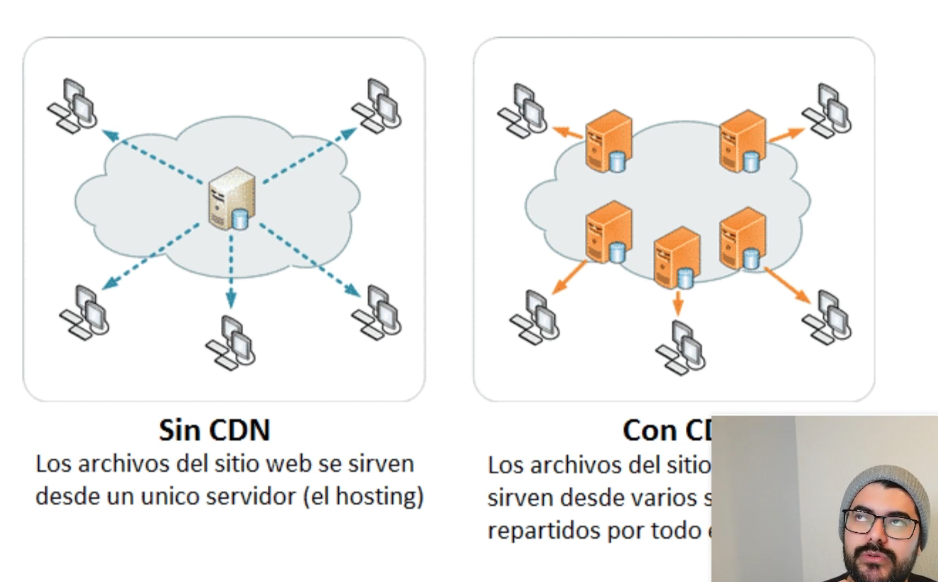 Sin CDN
Los archivos del sitio web se sirven
desde un unico servidor (el hosting)
Con
Los archivos del sitio
sirven desde varios
repartidos por todo